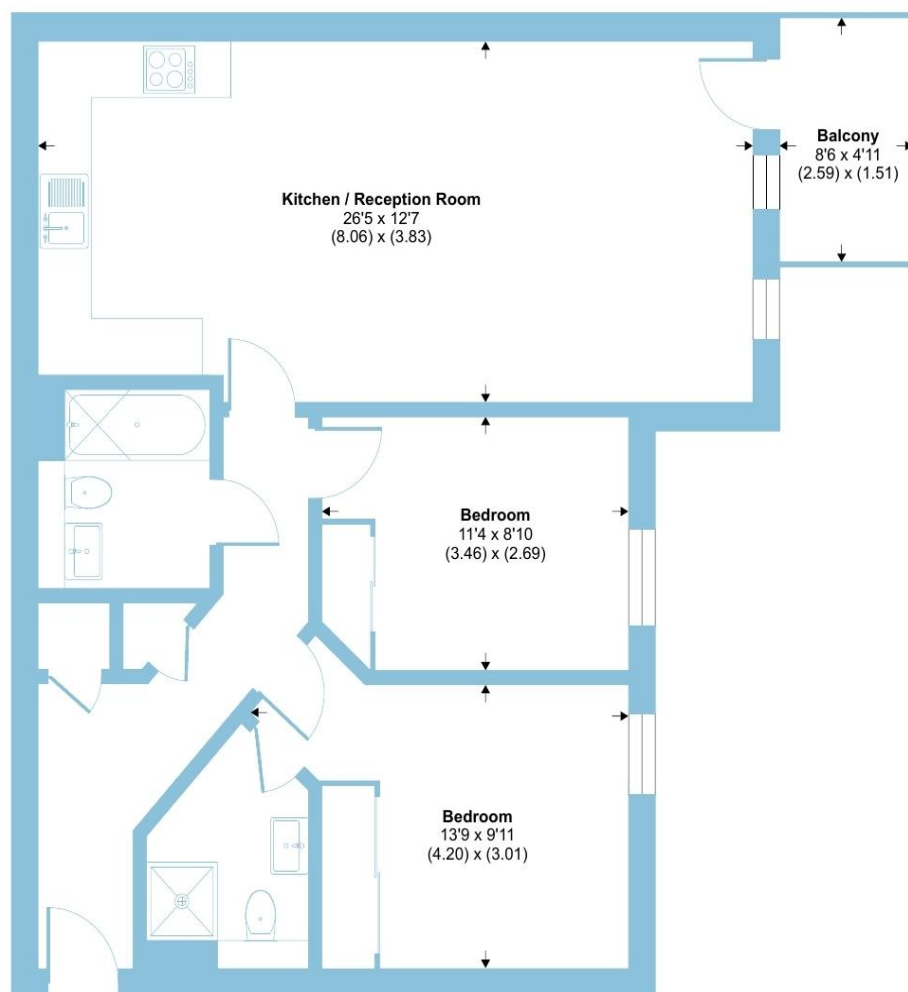 Balcony
8'6 x 4'11
(2.59) x (1.51)
Kitchen / Reception Room
26'5 x 12'7
(8.06) x (3.83)
Bedroom
11'4 x 8'10
(3.46) x (2.69)
Bedroom
13'9 x 9'11
(4.20) x (3.01)